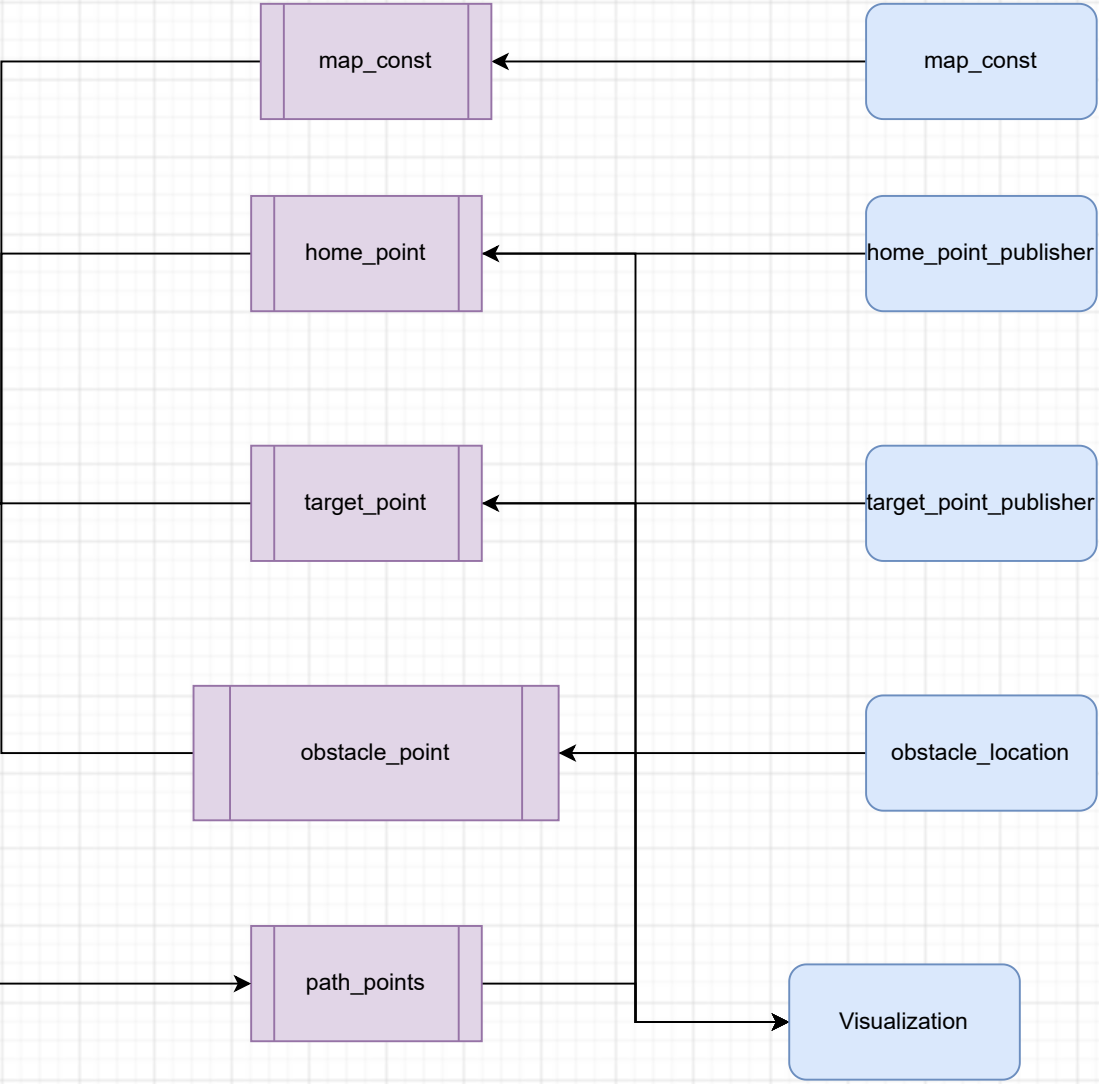 map_const
map_const
home_point
home_point_publisher
target_point
target_point_publisher
obstacle_point
obstacle_location
path_points
Visualization